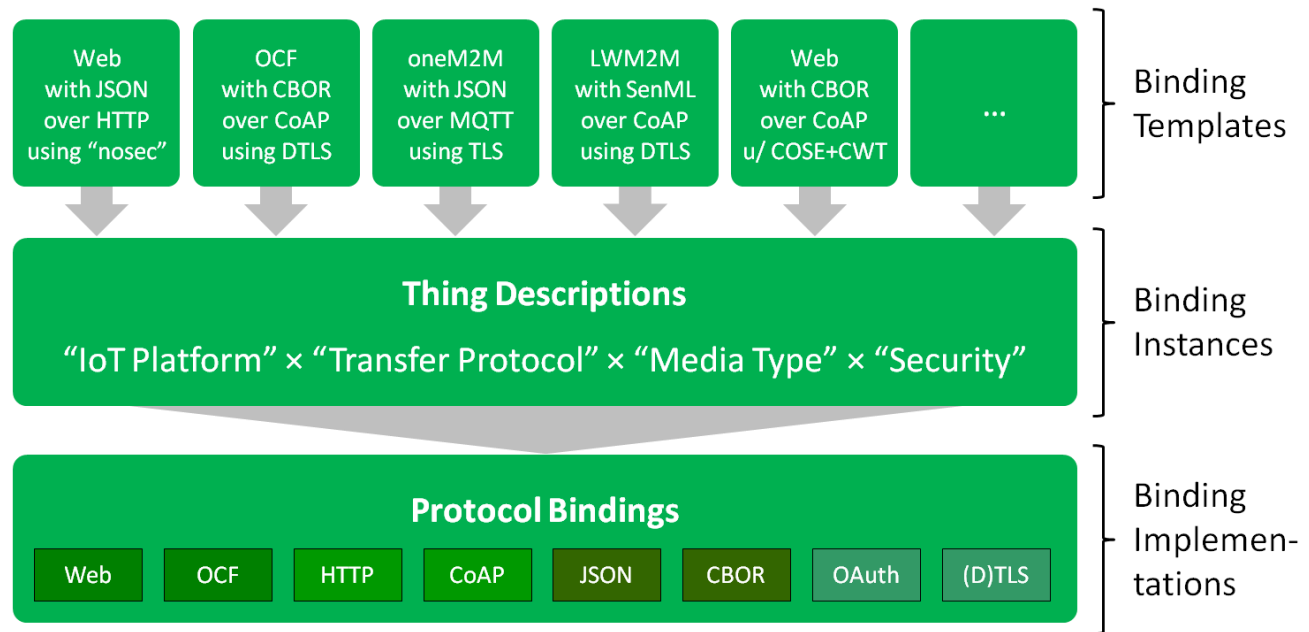 Web
with JSON
over HTTP
using “nosec”
OCF
with CBOR
over CoAP
using DTLS
oneM2M
with JSON
over MQTT
using TLS
LWM2M
with SenML
over CoAP
using DTLS
Web
with CBOR
over CoAP
u/ COSE+CWT
...
Binding
Templates
Thing Descriptions
“IoT Platform” × “Transfer Protocol” × “Media Type” × “Security”
Binding
Instances
Protocol Bindings
Web
OCF
HTTP
CoAP
JSON
CBOR
OAuth
(D)TLS
Binding
Implemen-
tations